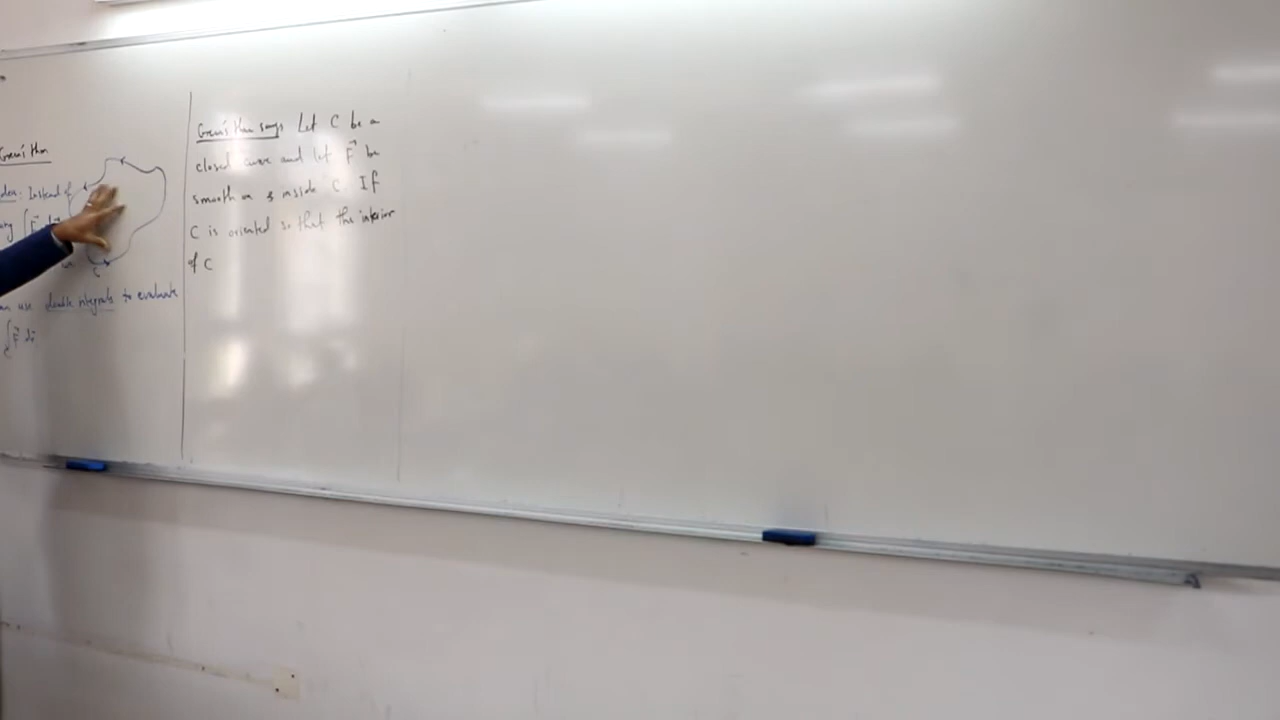 Green's thm
Idea: Instead of
∫ F⃗
C
can use double integrals to evaluate
∫ F⃗ dr⃗
Green's thm says Let C be a
closed curve and let F⃗ be
smooth on & inside C. If
C is oriented so that the interior
of C